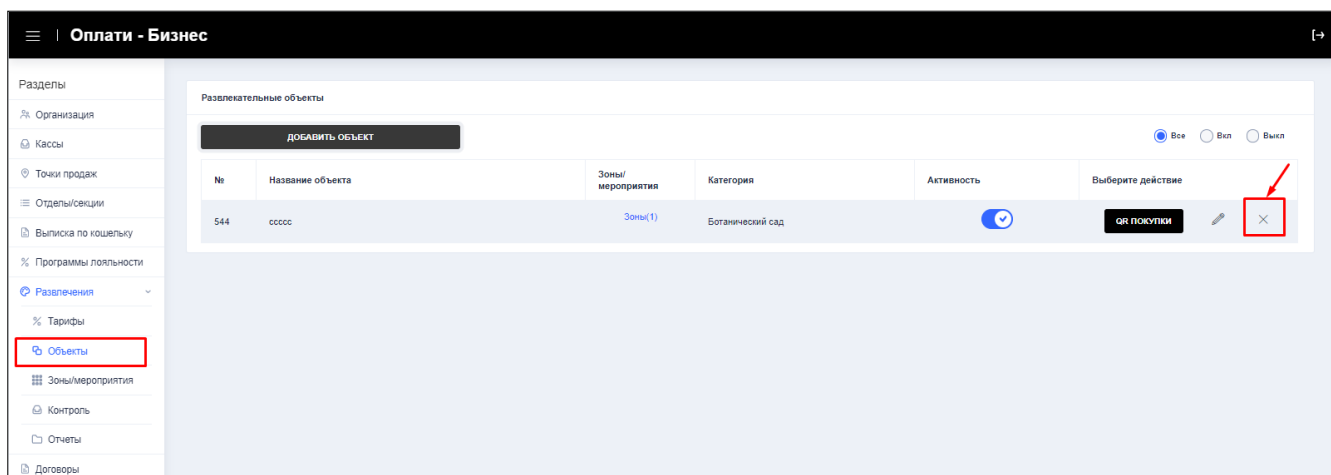 Оплати - Бизнес
Разделы
Организация
Кассы
Точки продаж
Отделы/секции
Выписка по кошельку
Программы лояльности
Развлечения
Тарифы
Объекты
Зоны/мероприятия
Контроль
Отчеты
Договоры
Развлекательные объекты
ДОБАВИТЬ ОБЪЕКТ
Все Вкл Выкл
№ Название объекта Зоны/ Категория Активность Выберите действие
мероприятия
544 ссссс Зоны(1) Ботанический сад QR ПОКУПКИ